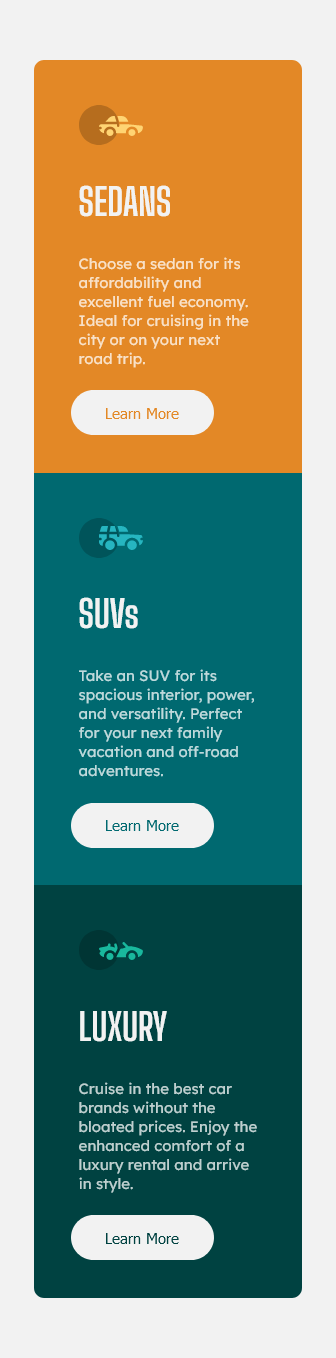 SEDANS
Choose a sedan for its
affordability and
excellent fuel economy.
Ideal for cruising in the
city or on your next
road trip.
Learn More
SUVs
Take an SUV for its
spacious interior, power,
and versatility. Perfect
for your next family
vacation and off-road
adventures.
Learn More
LUXURY
Cruise in the best car
brands without the
bloated prices. Enjoy the
enhanced comfort of a
luxury rental and arrive
in style.
Learn More